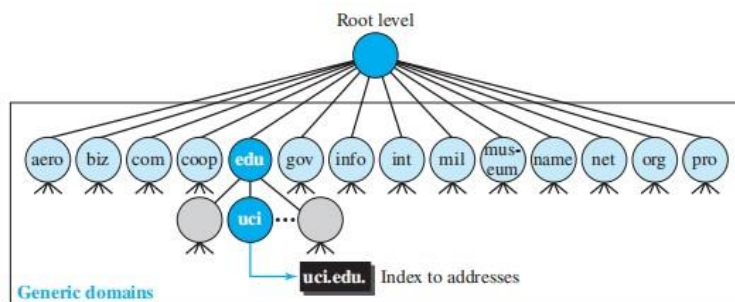 Root level
aero biz com coop edu gov info int mil mus-
eum name net org pro
uci ...
uci.edu. Index to addresses
Generic domains